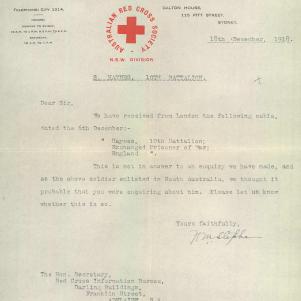 TELEPHONE: CITY 1314.
DALTON HOUSE,
115 PITT STREET,
SYDNEY.
AUSTRALIAN RED CROSS SOCIETY
N.S.W. DIVISION
18th December, 1918.
S. HAYNES, 10TH BATTALION.
Dear Sir,
We have received from London the following cable,
dated the 6th December:-
" Haynes, 10th Battalion;
Exchanged Prisoner of War;
England ".
This is not in answer to an enquiry we have made, and
as the above soldier enlisted in South Australia, we thought it
probable that you were enquiring about him. Please let us know
whether this is so.
Yours faithfully,
The Hon. Secretary,
Red Cross Information Bureau,
Darling Buildings,
Franklin Street,